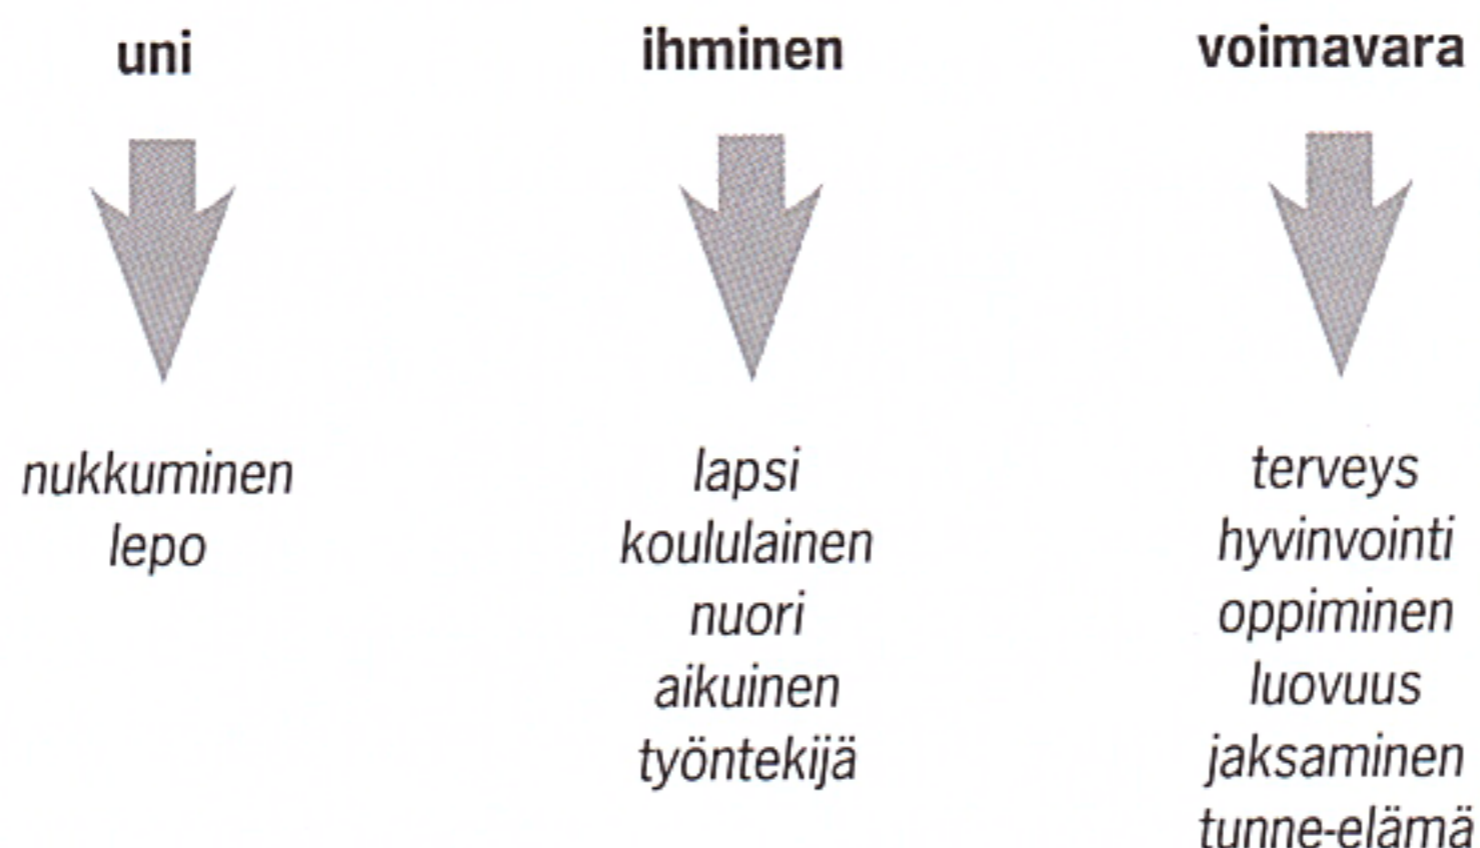 uni
nukkuminen
lepo
ihminen
lapsi
koululainen
nuori
aikuinen
työntekijä
voimavara
terveys
hyvinvointi
oppiminen
luovuus
jaksaminen
tunne-elämä